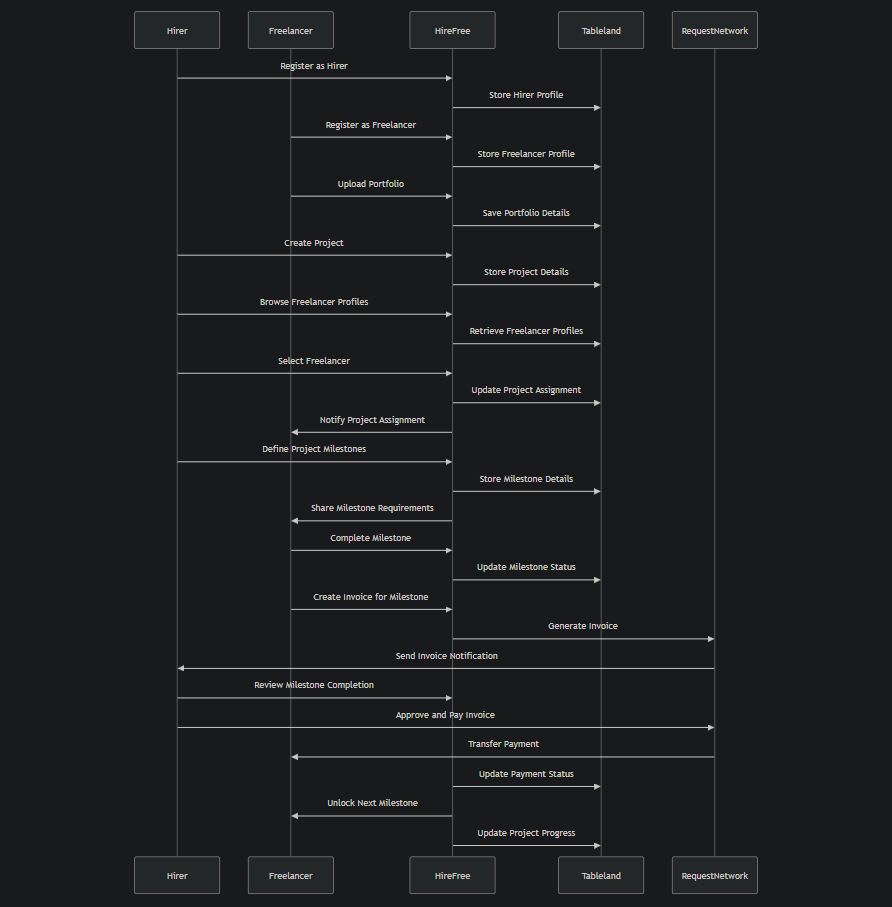 Hirer
Freelancer
HireFree
Tableland
RequestNetwork
Register as Hirer
Store Hirer Profile
Register as Freelancer
Store Freelancer Profile
Upload Portfolio
Save Portfolio Details
Create Project
Store Project Details
Browse Freelancer Profiles
Retrieve Freelancer Profiles
Select Freelancer
Update Project Assignment
Notify Project Assignment
Define Project Milestones
Store Milestone Details
Share Milestone Requirements
Complete Milestone
Update Milestone Status
Create Invoice for Milestone
Generate Invoice
Send Invoice Notification
Review Milestone Completion
Approve and Pay Invoice
Transfer Payment
Update Payment Status
Unlock Next Milestone
Update Project Progress
Hirer
Freelancer
HireFree
Tableland
RequestNetwork